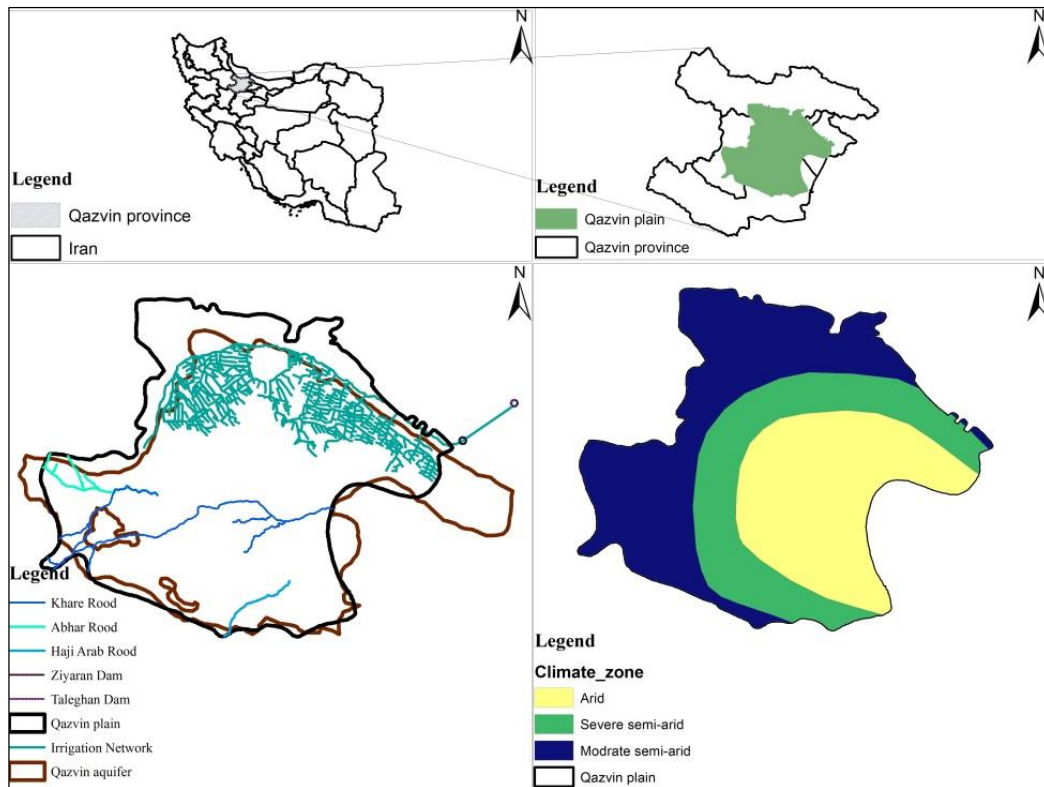 N
Legend
Qazvin province
Iran
N
Legend
Qazvin plain
Qazvin province
N
Legend
Khare Rood
Abhar Rood
Haji Arab Rood
Ziyaran Dam
Taleghan Dam
Qazvin plain
Irrigation Network
Qazvin aquifer
N
Legend
Climate_zone
Arid
Severe semi-arid
Modrate semi-arid
Qazvin plain